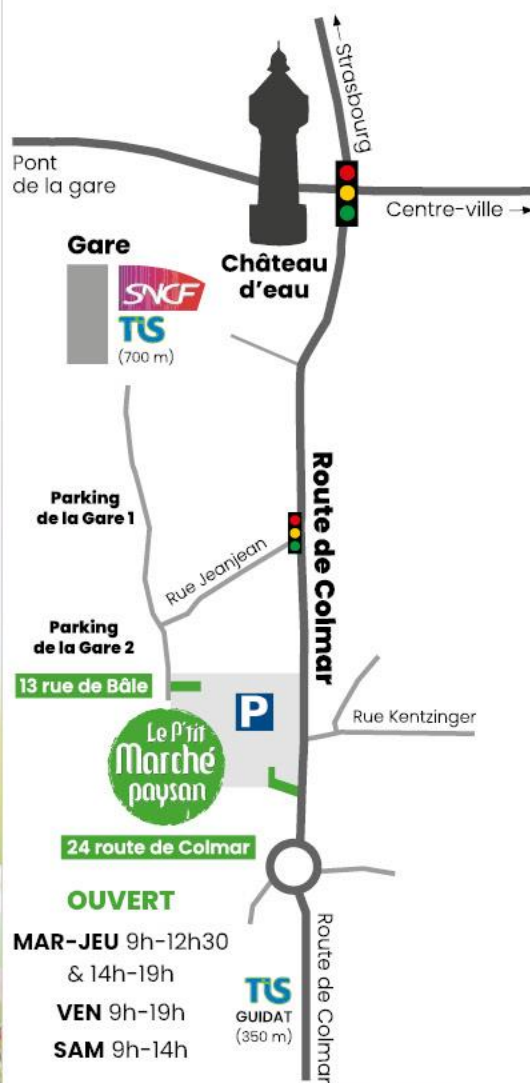 ← Strasbourg
Pont
de la gare
Centre-ville →
Château
d'eau
Gare
SNCF
TIS
(700 m)
Route de Colmar
Parking
de la Gare 1
Rue Jeanjean
Parking
de la Gare 2
13 rue de Bâle
P
Rue Kentzinger
Le P'tit
Marché
paysan
24 route de Colmar
OUVERT
MAR-JEU 9h-12h30
& 14h-19h
VEN 9h-19h
SAM 9h-14h
TIS
GUIDAT
(350 m)
Route de Colmar